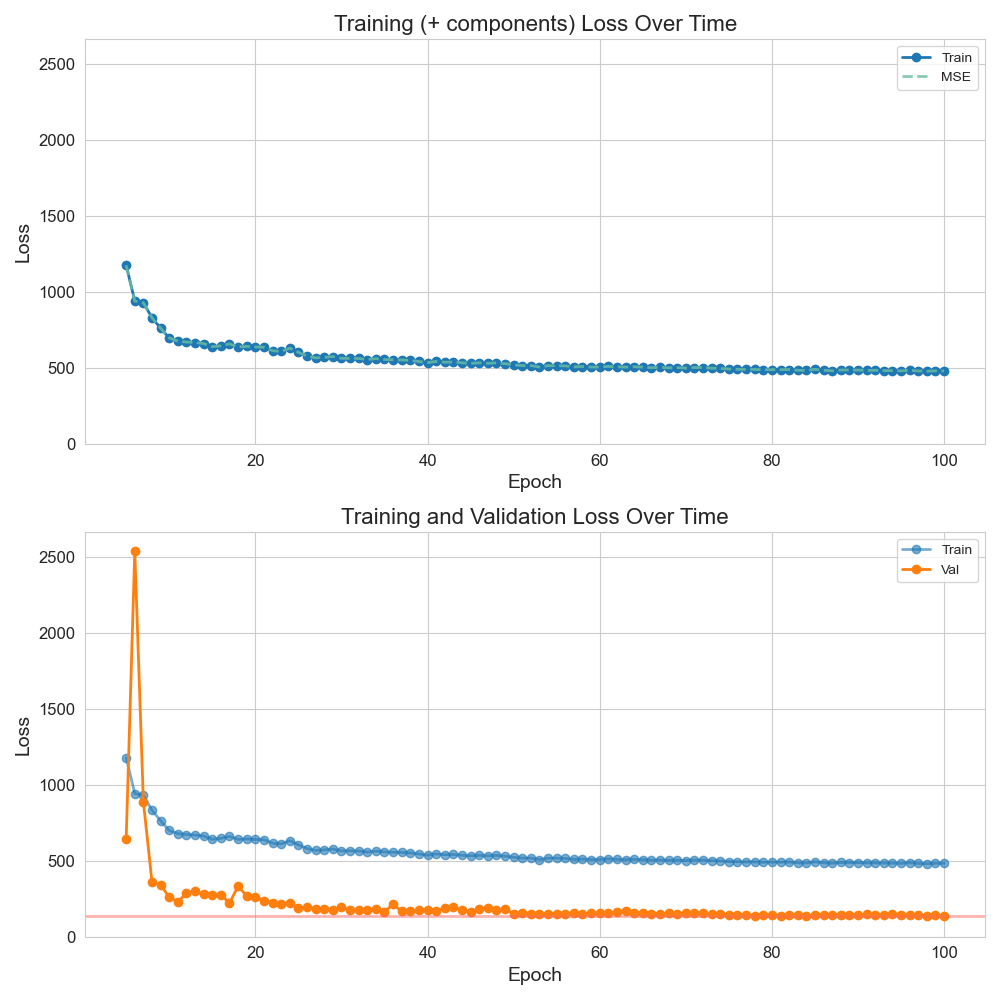 Training (+ components) Loss Over Time
Train
MSE
2500
2000
1500
1000
500
0
Loss
20 40 60 80 100
Epoch
Training and Validation Loss Over Time
Train
Val
2500
2000
1500
1000
500
0
Loss
20 40 60 80 100
Epoch